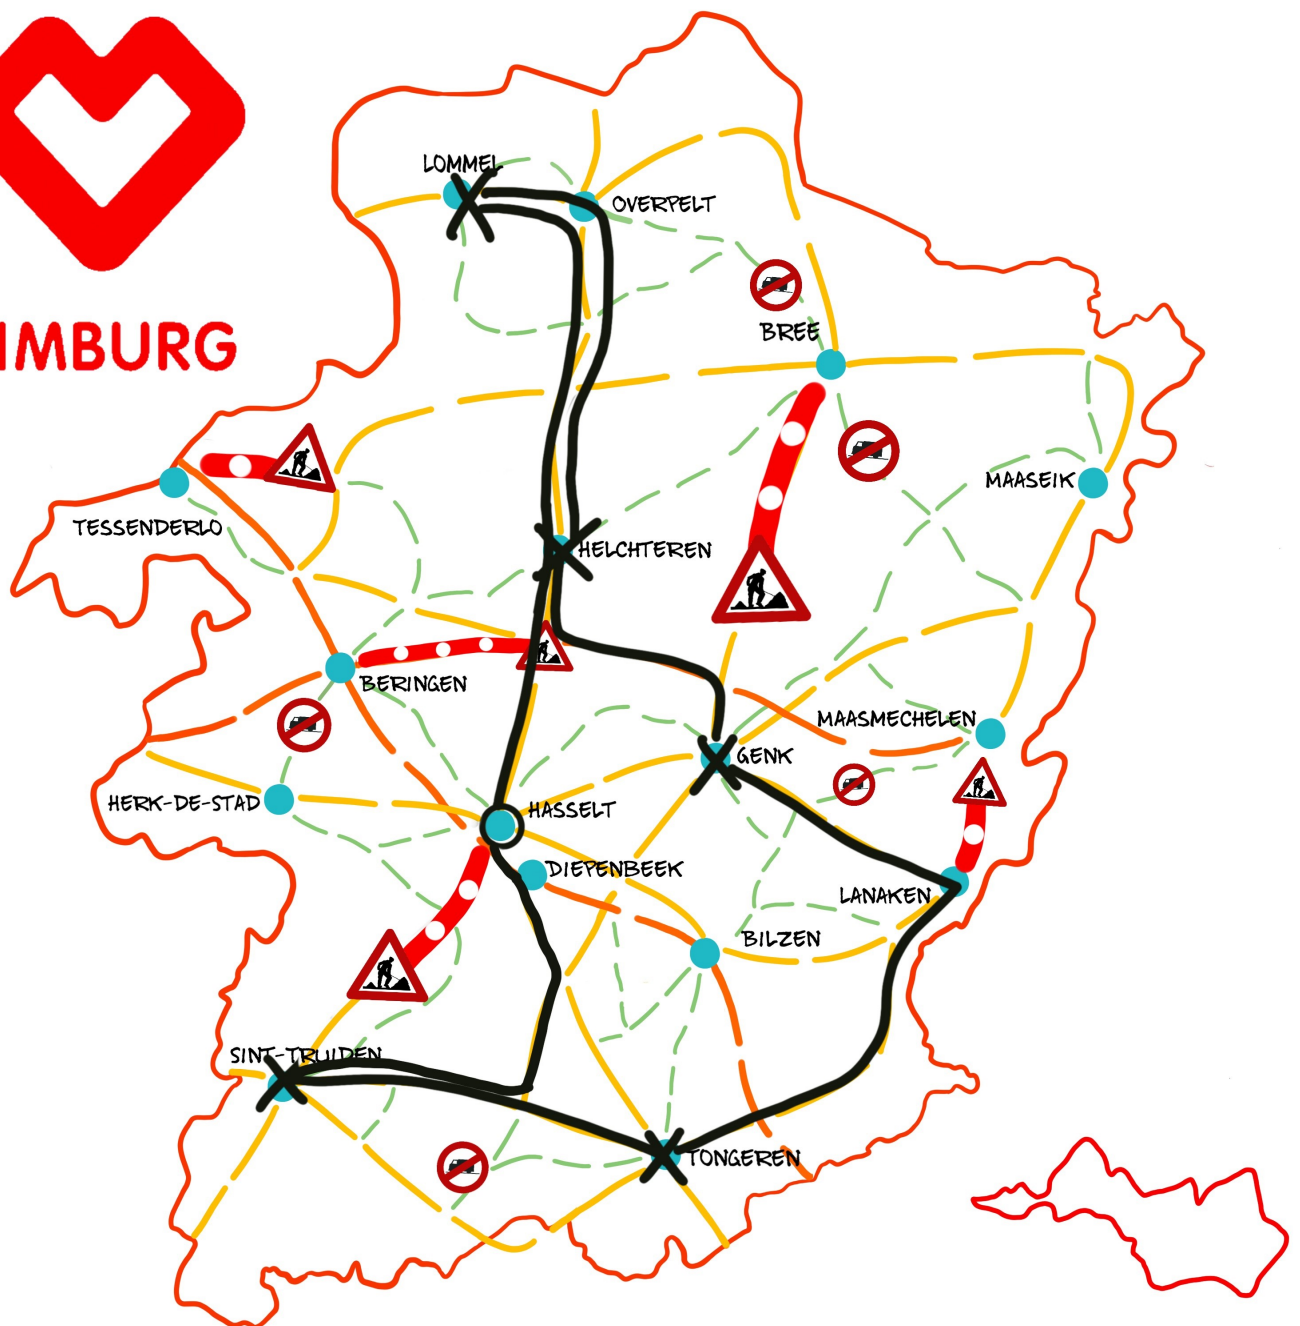 LOMMEL
OVERPELT
BREE
IMBURG
MAASEIK
TESSENDERLO
HELCHTEREN
BERINGEN
MAASMECHELEN
GENK
HERK-DE-STAD
HASSELT
DIEPENBEEK
LANAKEN
BILZEN
SINT-TRUIDEN
TONGEREN